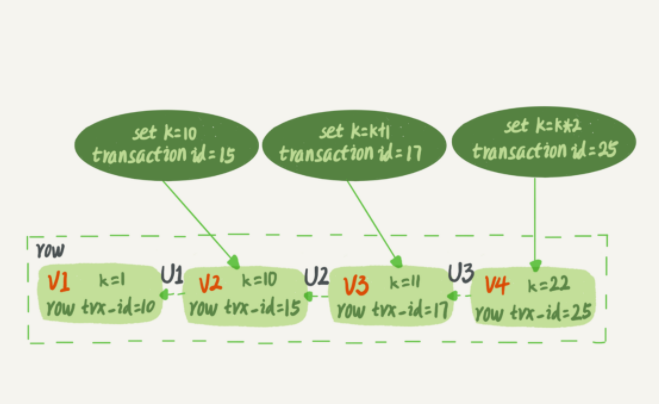 set k=10
transaction id=15
set k=k+1
transaction id=17
set k=k*2
transaction id=25
row
V1 k=1
row trx-id=10
U1
V2 k=10
row trx-id=15
U2
V3 k=11
row trx-id=17
U3
V4 k=22
row trx-id=25